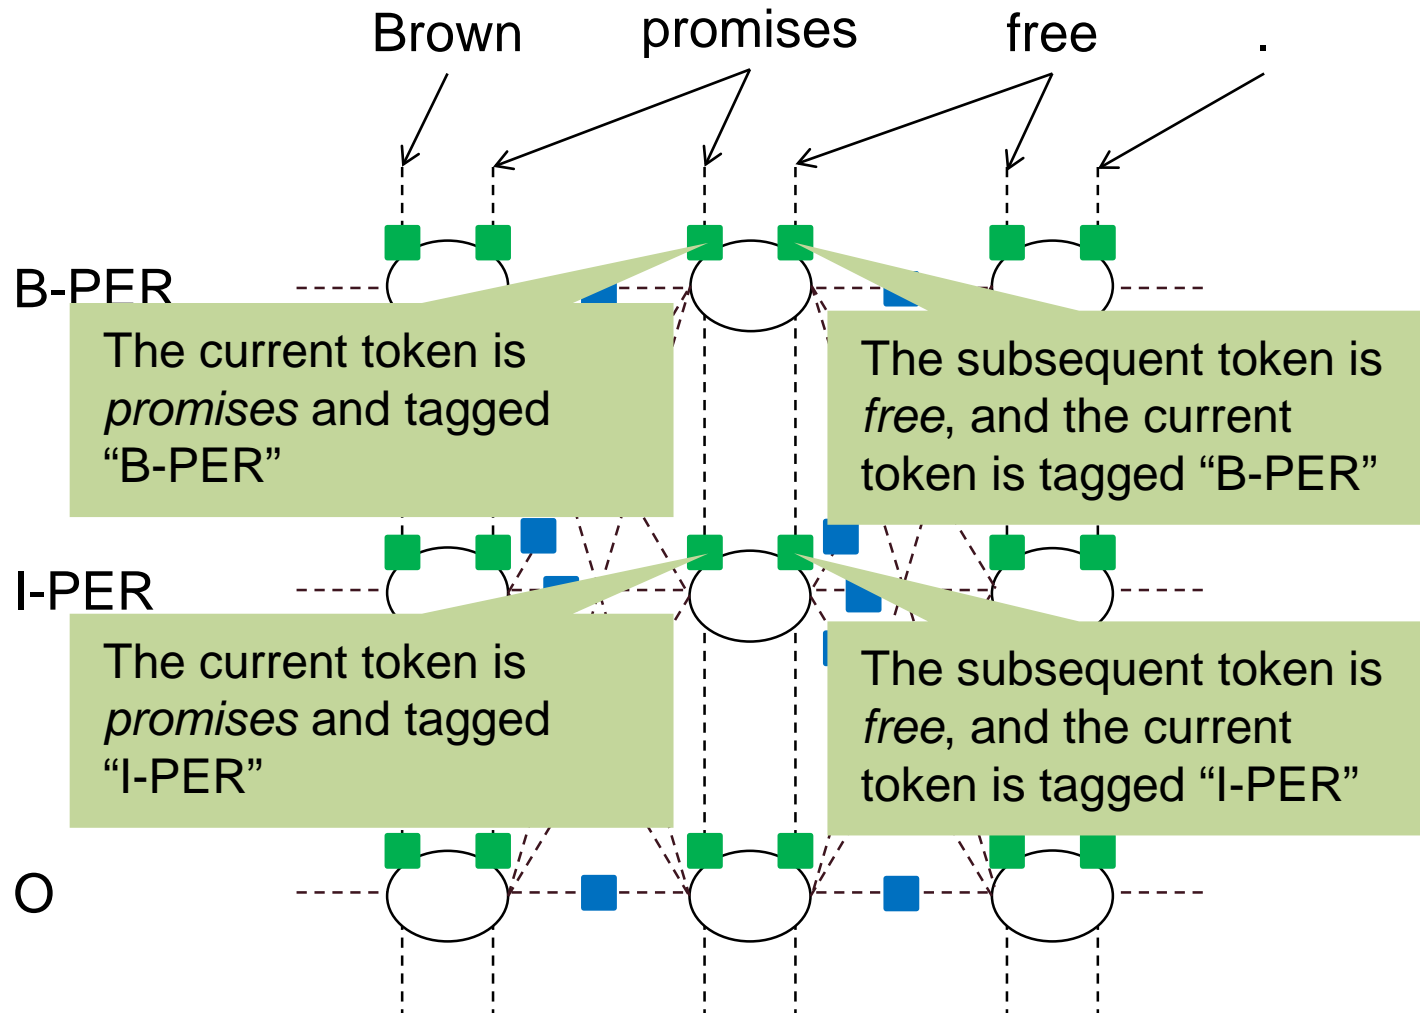 Brown promises free .
B-PER
The current token is
promises and tagged
“B-PER”
The subsequent token is
free, and the current
token is tagged “B-PER”
I-PER
The current token is
promises and tagged
“I-PER”
The subsequent token is
free, and the current
token is tagged “I-PER”
O